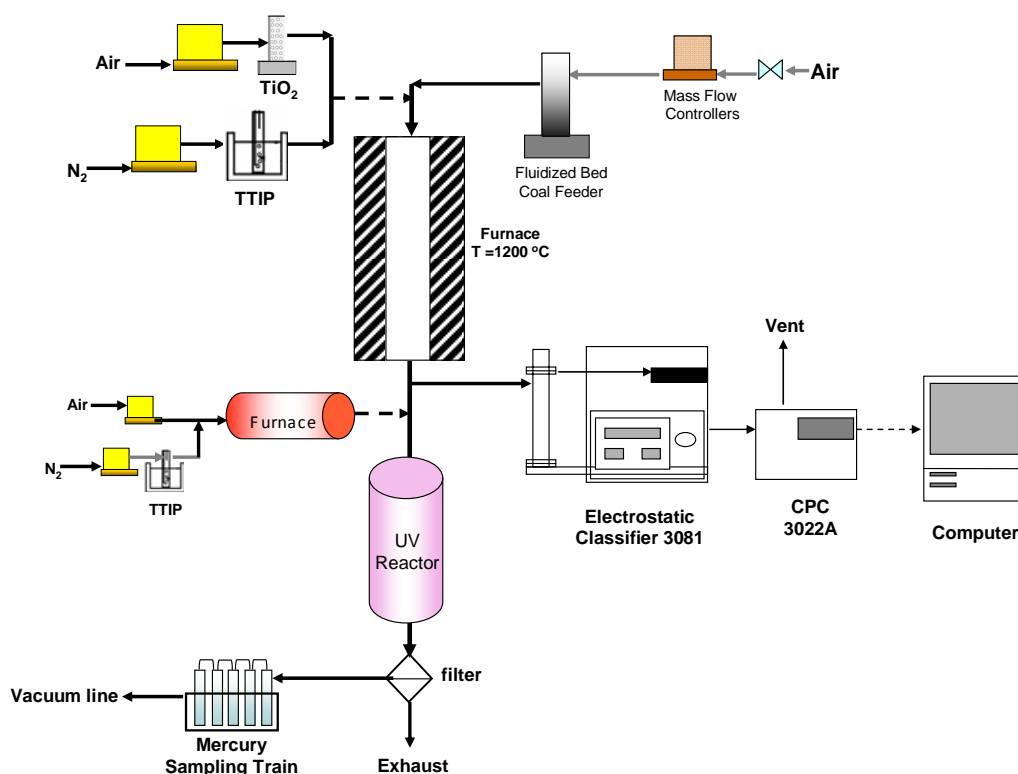 Air
TiO2
N2
TTIP
Air
Mass Flow
Controllers
Fluidized Bed
Coal Feeder
Furnace
T =1200 ºC
Vent
Air
Furnace
N2
TTIP
Electrostatic
Classifier 3081
CPC
3022A
Computer
UV
Reactor
filter
Vacuum line
Mercury
Sampling Train
Exhaust